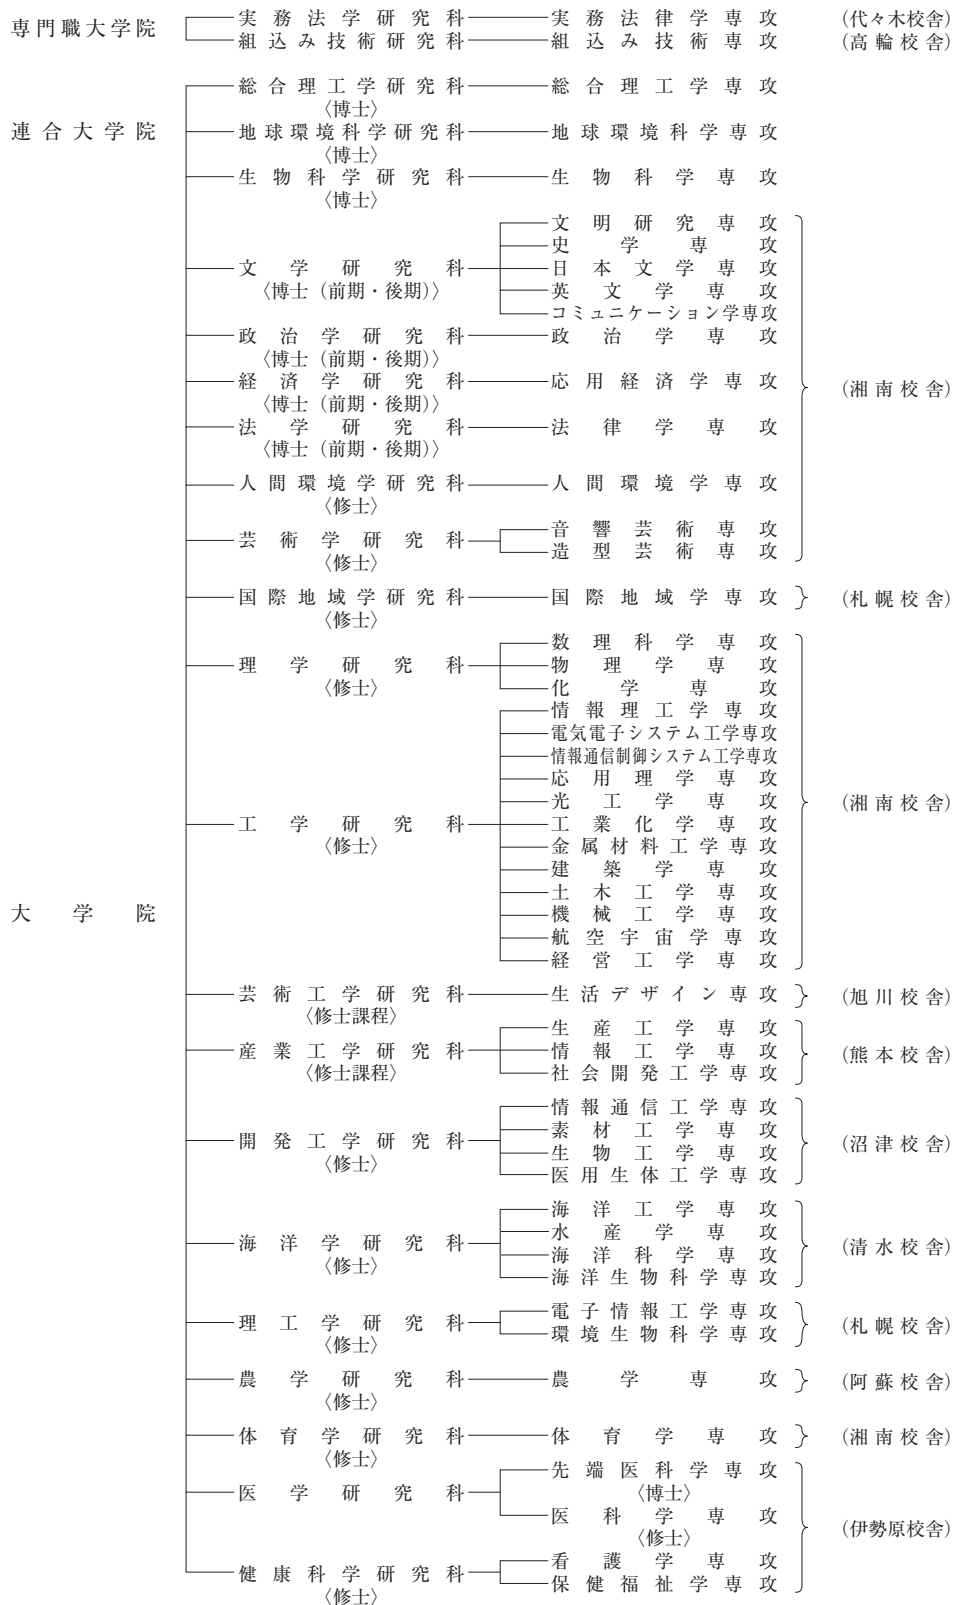 専門職大学院 実務法学研究科 実務法律学専攻 (代々木校舎)
組込み技術研究科 組込み技術専攻 (高輪校舎)
総合理工学研究科 総合理工学専攻
〈博士〉
連合大学院 地球環境科学研究科 地球環境科学専攻
〈博士〉
生物科学研究科 生物科学専攻
〈博士〉
文明研究専攻
史学専攻
文学研究科 日本文学専攻
〈博士（前期・後期）〉 英文学専攻
コミュニケーション学専攻
政治学研究科 政治学専攻
〈博士（前期・後期）〉
経済学研究科 応用経済学専攻 (湘南校舎)
〈博士（前期・後期）〉
法学研究科 法律学専攻
〈博士（前期・後期）〉
人間環境学研究科 人間環境学専攻
〈修士〉
音響芸術専攻
芸術学研究科 造型芸術専攻
〈修士〉
国際地域学研究科 国際地域学専攻 (札幌校舎)
〈修士〉
数理科学専攻
理学研究科 物理学専攻
〈修士〉 化学専攻
情報理工学専攻
電気電子システム工学専攻
情報通信制御システム工学専攻
応用理学専攻
光工学専攻 (湘南校舎)
工学研究科 工業化学専攻
〈修士〉 金属材料工学専攻
建築学専攻
土木工学専攻
大学院 機械工学専攻
航空宇宙学専攻
経営工学専攻
芸術工学研究科 生活デザイン専攻 (旭川校舎)
〈修士課程〉
生産工学専攻
産業工学研究科 情報工学専攻 (熊本校舎)
〈修士課程〉 社会開発工学専攻
情報通信工学専攻
素材工学専攻
開発工学研究科 生物工学専攻 (沼津校舎)
〈修士〉 医用生体工学専攻
海洋工学専攻
水産学専攻
海洋学研究科 海洋科学専攻 (清水校舎)
〈修士〉 海洋生物科学専攻
電子情報工学専攻
理工学研究科 環境生物科学専攻 (札幌校舎)
〈修士〉
農学研究科 農学専攻 (阿蘇校舎)
〈修士〉
体育学研究科 体育学専攻 (湘南校舎)
〈修士〉
先端医科学専攻
医学研究科 〈博士〉
医科学専攻
〈修士〉 (伊勢原校舎)
看護学専攻
健康科学研究科 保健福祉学専攻
〈修士〉